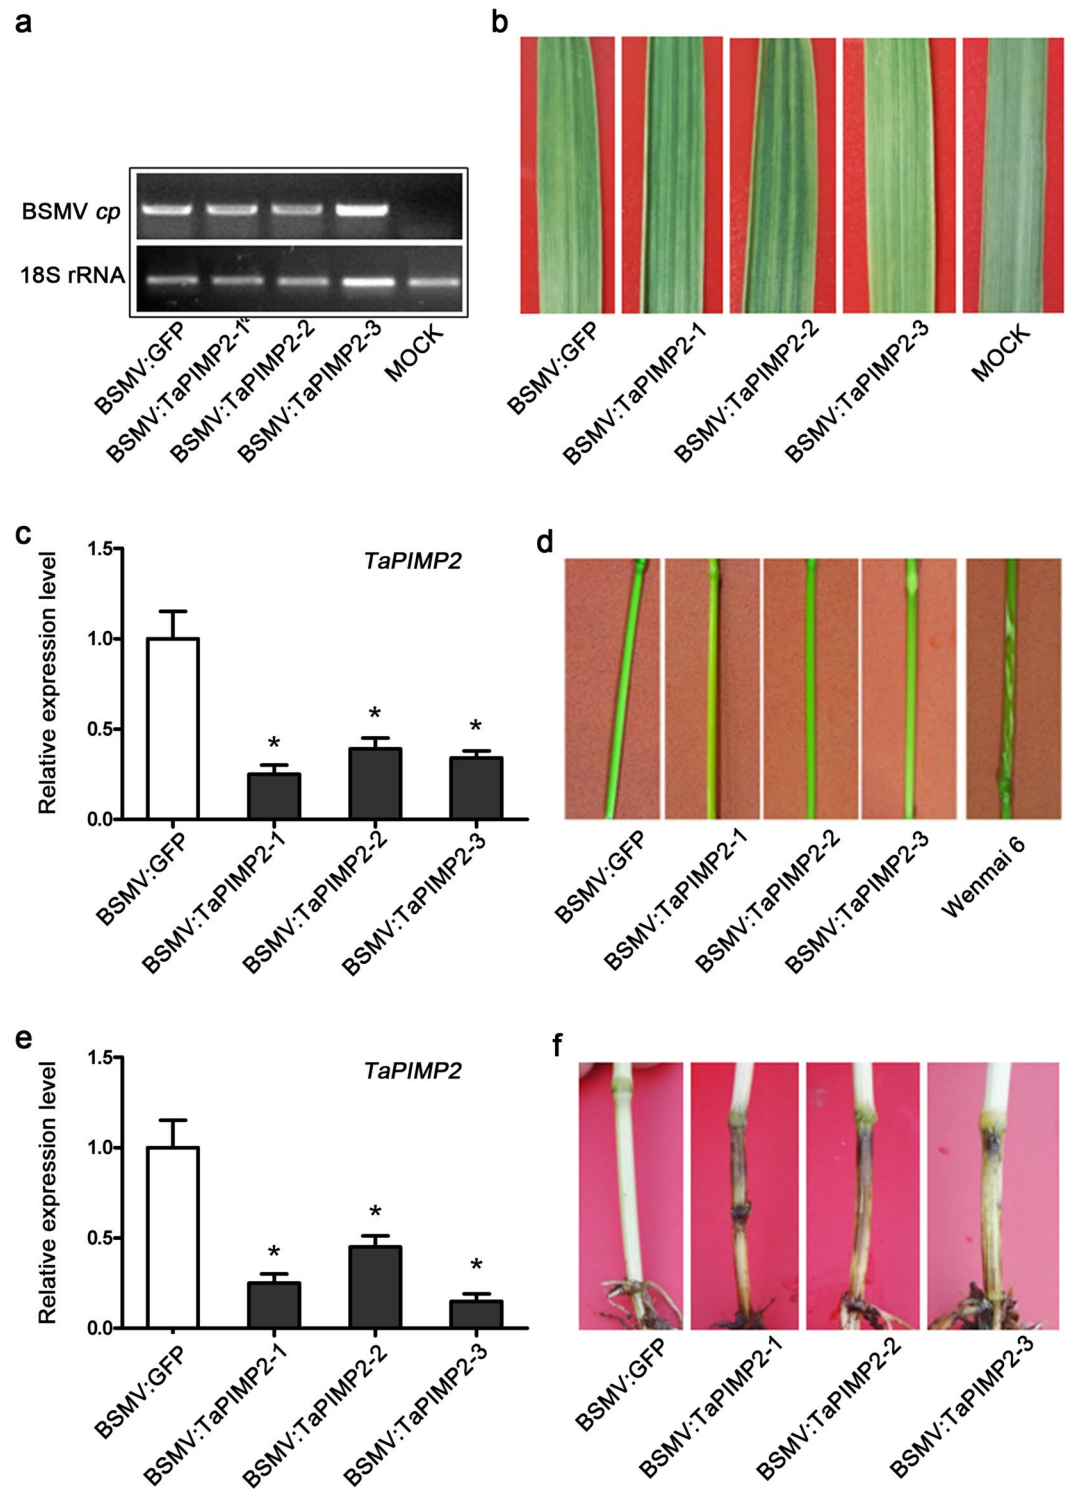 a
BSMV cp
18S rRNA
BSMV:GFP
BSMV:TaPIMP2-1
BSMV:TaPIMP2-2
BSMV:TaPIMP2-3
MOCK
b
BSMV:GFP
BSMV:TaPIMP2-1
BSMV:TaPIMP2-2
BSMV:TaPIMP2-3
MOCK
c
Relative expression level
1.5
1.0
0.5
0.0
TaPIMP2
*
*
*
BSMV:GFP
BSMV:TaPIMP2-1
BSMV:TaPIMP2-2
BSMV:TaPIMP2-3
d
BSMV:GFP
BSMV:TaPIMP2-1
BSMV:TaPIMP2-2
BSMV:TaPIMP2-3
Wenmai 6
e
Relative expression level
1.5
1.0
0.5
0.0
TaPIMP2
*
*
*
BSMV:GFP
BSMV:TaPIMP2-1
BSMV:TaPIMP2-2
BSMV:TaPIMP2-3
f
BSMV:GFP
BSMV:TaPIMP2-1
BSMV:TaPIMP2-2
BSMV:TaPIMP2-3